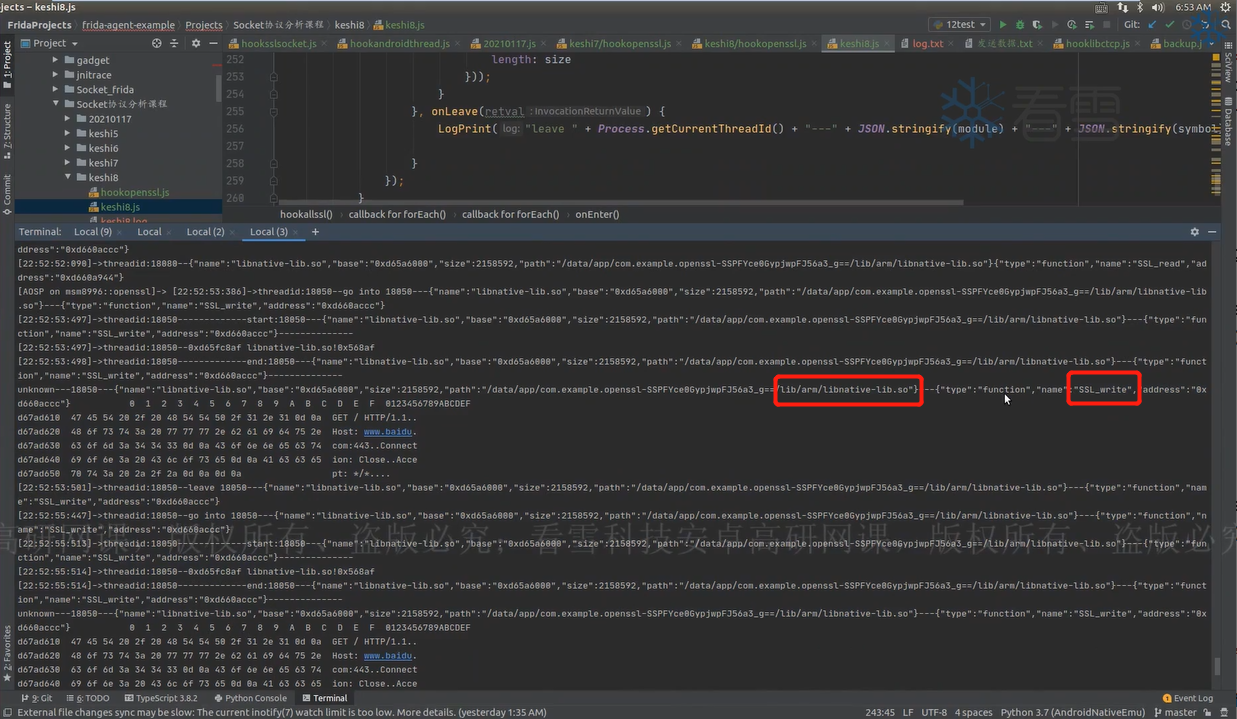 jects - keshi8.js
6:53 AM
FridaProjects frida-agent-example Projects Socket协议分析课程 keshi8 keshi8.js
12test Git:
Project
hooksslsocket.js hookandroidthread.js 20210117.js keshi7/hookopenssl.js keshi8/hookopenssl.js keshi8.js log.txt 发送数据.txt hooklibctcp.js backup.j
gadget
jnitrace
Socket_frida
Socket协议分析课程
20210117
keshi5
keshi6
keshi7
keshi8
hookopenssl.js
keshi8.js
keshi8.log
1: Project
7: Structure
Commit
2: Favorites
SciView
Database
252 length: size
253 }));
254 }
255 }, onLeave(retval : InvocationReturnValue ) {
256 LogPrint( log: "leave " + Process.getCurrentThreadId() + "---" + JSON.stringify(module) + "---" + JSON.stringify(symbol
257
258 }
259 });
260 }
看雪
hookallssl() callback for forEach() callback for forEach() onEnter()
Terminal: Local (9) Local Local (2) Local (3) +
ddress":"0xd660accc"}
[22:52:52:090]->threadid:18080--{"name":"libnative-lib.so","base":"0xd65a6000","size":2158592,"path":"/data/app/com.example.openssl-SSPFYce0GypjwpFJ56a3_g==/lib/arm/libnative-lib.so"}{"type":"function","name":"SSL_read","ad
dress":"0xd660a944"}
[AOSP on msm8996::openssl]-> [22:52:53:386]->threadid:18050--go into 18050---{"name":"libnative-lib.so","base":"0xd65a6000","size":2158592,"path":"/data/app/com.example.openssl-SSPFYce0GypjwpFJ56a3_g==/lib/arm/libnative-lib
.so"}---{"type":"function","name":"SSL_write","address":"0xd660accc"}
[22:52:53:497]->threadid:18050-------------start:18050---{"name":"libnative-lib.so","base":"0xd65a6000","size":2158592,"path":"/data/app/com.example.openssl-SSPFYce0GypjwpFJ56a3_g==/lib/arm/libnative-lib.so"}---{"type":"fun
ction","name":"SSL_write","address":"0xd660accc"}--------------
[22:52:53:497]->threadid:18050--0xd65fc8af libnative-lib.so!0x568af
[22:52:53:498]->threadid:18050-------------end:18050---{"name":"libnative-lib.so","base":"0xd65a6000","size":2158592,"path":"/data/app/com.example.openssl-SSPFYce0GypjwpFJ56a3_g==/lib/arm/libnative-lib.so"}---{"type":"funct
ion","name":"SSL_write","address":"0xd660accc"}-------------
unknown---18050---{"name":"libnative-lib.so","base":"0xd65a6000","size":2158592,"path":"/data/app/com.example.openssl-SSPFYce0GypjwpFJ56a3_g==/lib/arm/libnative-lib.so"}---{"type":"function","name":"SSL_write","address":"0x
d660accc"} 0 1 2 3 4 5 6 7 8 9 A B C D E F 0123456789ABCDEF
d67ad610 47 45 54 20 2f 20 48 54 54 50 2f 31 2e 31 0d 0a GET / HTTP/1.1..
d67ad620 48 6f 73 74 3a 20 77 77 77 2e 62 61 69 64 75 2e Host: www.baidu.
d67ad630 63 6f 6d 3a 34 34 33 0d 0a 43 6f 6e 6e 65 63 74 com:443..Connect
d67ad640 69 6f 6e 3a 20 43 6c 6f 73 65 0d 0a 41 63 63 65 ion: Close..Acce
d67ad650 70 74 3a 20 2a 2f 2a 0d 0a 0d 0a pt: */*....
[22:52:53:501]->threadid:18050--leave 18050---{"name":"libnative-lib.so","base":"0xd65a6000","size":2158592,"path":"/data/app/com.example.openssl-SSPFYce0GypjwpFJ56a3_g==/lib/arm/libnative-lib.so"}---{"type":"function","nam
e":"SSL_write","address":"0xd660accc"}
[22:52:55:447]->threadid:18050--go into 18050---{"name":"libnative-lib.so","base":"0xd65a6000","size":2158592,"path":"/data/app/com.example.openssl-SSPFYce0GypjwpFJ56a3_g==/lib/arm/libnative-lib.so"}---{"type":"function","n
ame":"SSL_write","address":"0xd660accc"}
高研网课 版权所有、盗版必究，看雪科技安卓高研网课 版权所有、盗版必究
[22:52:55:513]->threadid:18050-------------start:18050---{"name":"libnative-lib.so","base":"0xd65a6000","size":2158592,"path":"/data/app/com.example.openssl-SSPFYce0GypjwpFJ56a3_g==/lib/arm/libnative-lib.so"}---{"type":"fun
ction","name":"SSL_write","address":"0xd660accc"}--------------
[22:52:55:514]->threadid:18050--0xd65fc8af libnative-lib.so!0x568af
[22:52:55:514]->threadid:18050-------------end:18050---{"name":"libnative-lib.so","base":"0xd65a6000","size":2158592,"path":"/data/app/com.example.openssl-SSPFYce0GypjwpFJ56a3_g==/lib/arm/libnative-lib.so"}---{"type":"funct
ion","name":"SSL_write","address":"0xd660accc"}-------------
unknown---18050---{"name":"libnative-lib.so","base":"0xd65a6000","size":2158592,"path":"/data/app/com.example.openssl-SSPFYce0GypjwpFJ56a3_g==/lib/arm/libnative-lib.so"}---{"type":"function","name":"SSL_write","address":"0x
d660accc"} 0 1 2 3 4 5 6 7 8 9 A B C D E F 0123456789ABCDEF
d67ad610 47 45 54 20 2f 20 48 54 54 50 2f 31 2e 31 0d 0a GET / HTTP/1.1..
d67ad620 48 6f 73 74 3a 20 77 77 77 2e 62 61 69 64 75 2e Host: www.baidu.
d67ad630 63 6f 6d 3a 34 34 33 0d 0a 43 6f 6e 6e 65 63 74 com:443..Connect
d67ad640 69 6f 6e 3a 20 43 6c 6f 73 65 0d 0a 41 63 63 65 ion: Close..Acce
9: Git 6: TODO TypeScript 3.8.2 Python Console Terminal 1 Event Log
External file changes sync may be slow: The current inotify(7) watch limit is too low. More details. (yesterday 1:35 AM) 243:45 LF UTF-8 4 spaces Python 3.7 (AndroidNativeEmu) master